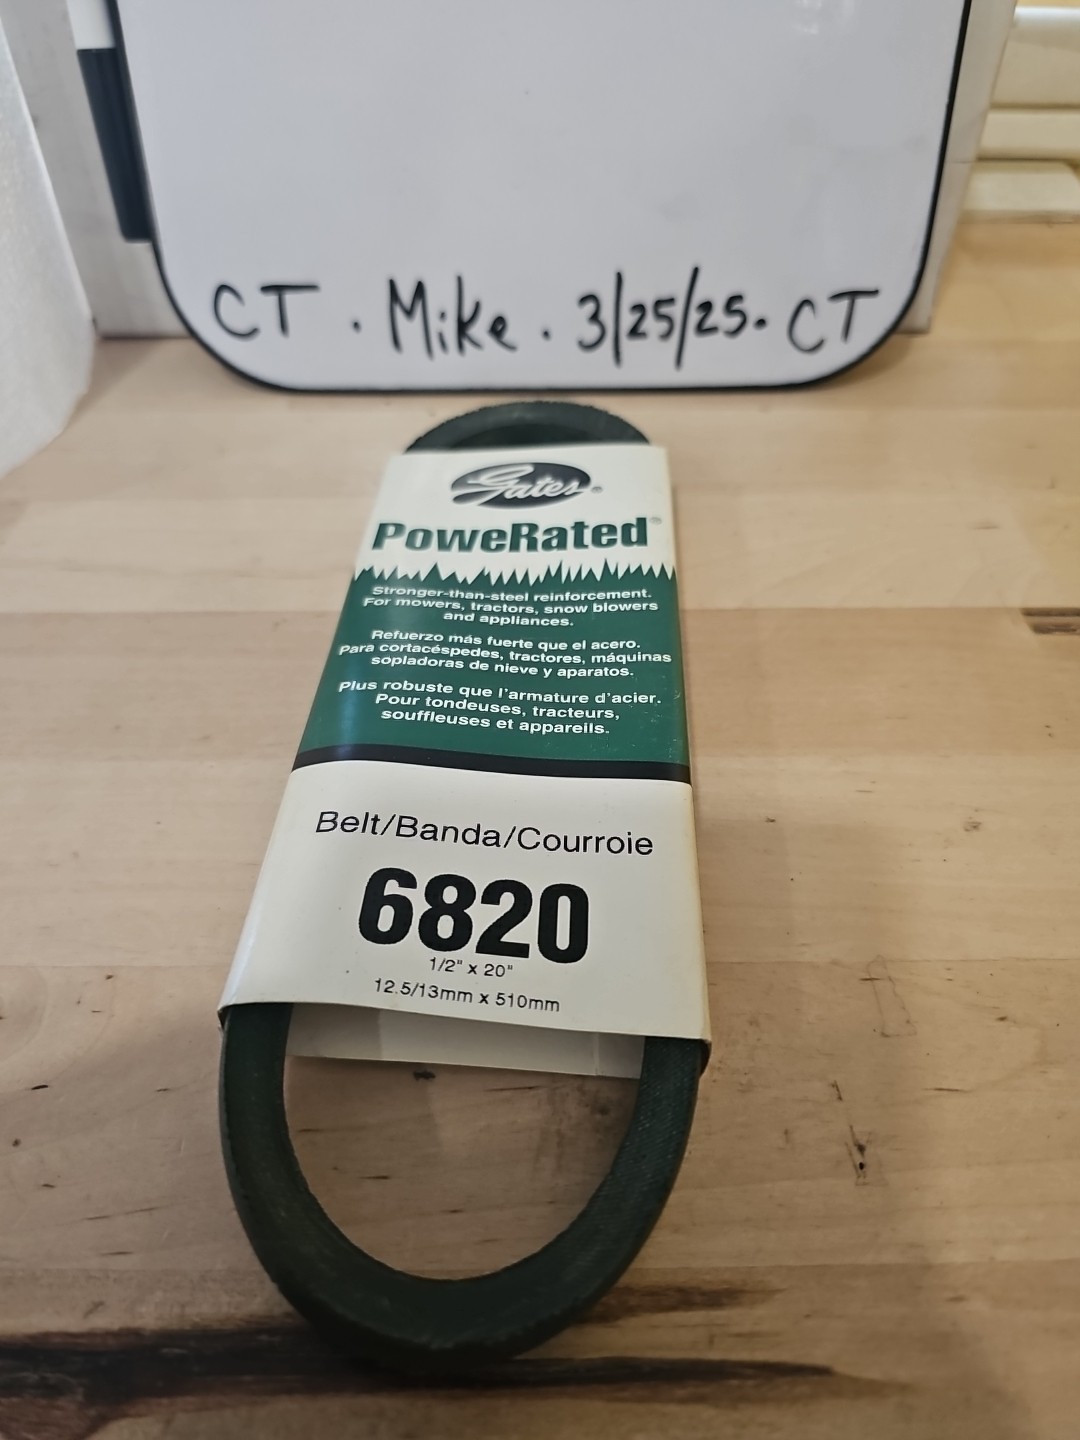 CT . Mike . 3/25/25. CT
Gates®
PoweRated®
Stronger-than-steel reinforcement.
For mowers, tractors, snow blowers
and appliances.
Refuerzo más fuerte que el acero.
Para cortacéspedes, tractores, máquinas
sopladoras de nieve y aparatos.
Plus robuste que l'armature d'acier.
Pour tondeuses, tracteurs,
souffleuses et appareils.
Belt/Banda/Courroie
6820
1/2" x 20"
12.5/13mm x 510mm